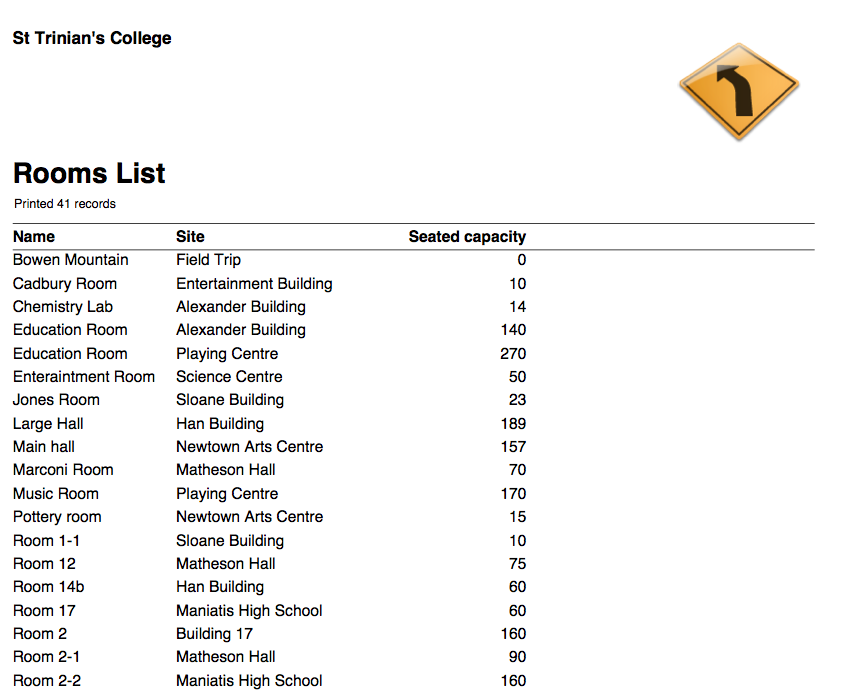 St Trinian's College
Rooms List
Printed 41 records
Name Site Seated capacity
Bowen Mountain Field Trip 0
Cadbury Room Entertainment Building 10
Chemistry Lab Alexander Building 14
Education Room Alexander Building 140
Education Room Playing Centre 270
Enteraintment Room Science Centre 50
Jones Room Sloane Building 23
Large Hall Han Building 189
Main hall Newtown Arts Centre 157
Marconi Room Matheson Hall 70
Music Room Playing Centre 170
Pottery room Newtown Arts Centre 15
Room 1-1 Sloane Building 10
Room 12 Matheson Hall 75
Room 14b Han Building 60
Room 17 Maniatis High School 60
Room 2 Building 17 160
Room 2-1 Matheson Hall 90
Room 2-2 Maniatis High School 160